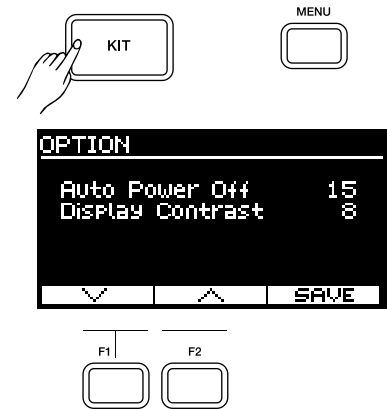 MENU
KIT
OPTION
Auto Power Off 15
Display Contrast 8
SAVE
F1 F2